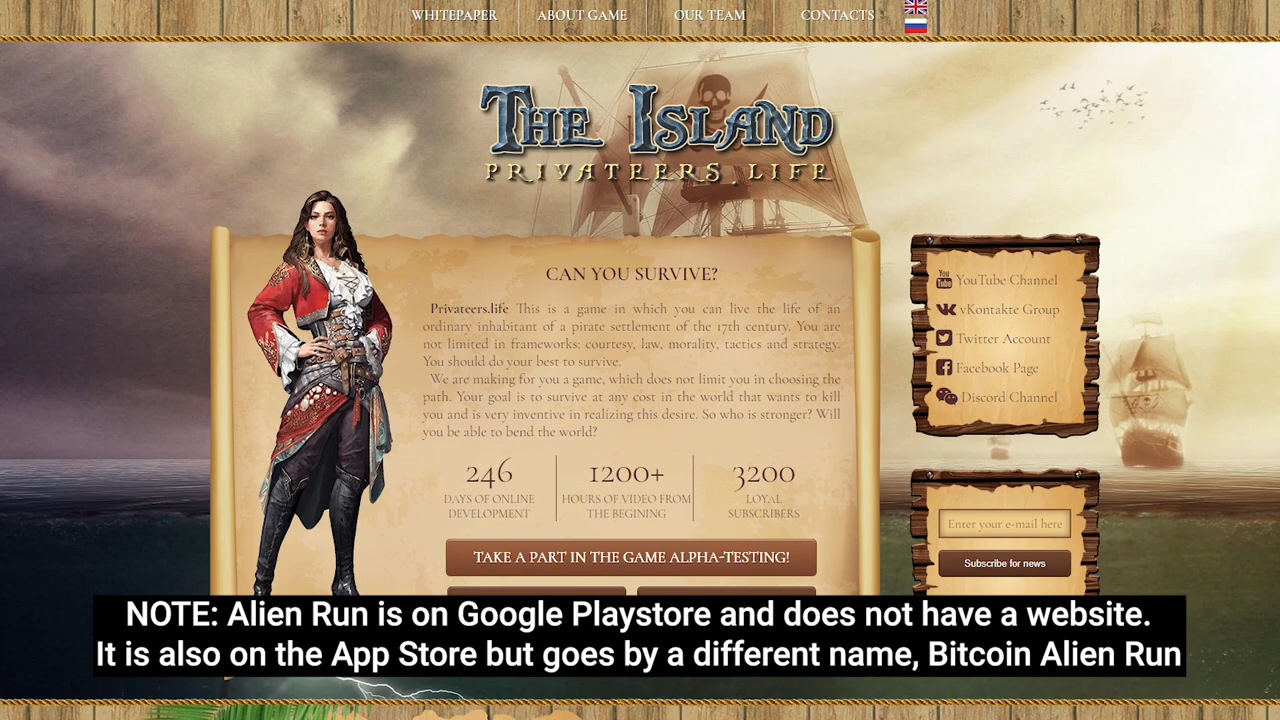 WHITEPAPER
ABOUT GAME
OUR TEAM
CONTACTS
THE ISLAND
PRIVATEERS.LIFE
CAN YOU SURVIVE?
Privateers.life This is a game in which you can live the life of an
ordinary inhabitant of a pirate settlement of the 17th century. You are
not limited in frameworks: courtesy, law, morality, tactics and strategy.
You should do your best to survive.
We are making for you a game, which does not limit you in choosing the
path. Your goal is to survive at any cost in the world that wants to kill
you and is very inventive in realizing this desire. So who is stronger? Will
you be able to bend the world?
246
DAYS OF ONLINE
DEVELOPMENT
1200+
HOURS OF VIDEO FROM
THE BEGINING
3200
LOYAL
SUBSCRIBERS
TAKE A PART IN THE GAME ALPHA-TESTING!
You Tube YouTube Channel
vKontakte Group
Twitter Account
Facebook Page
Discord Channel
Enter your e-mail here
Subscribe for news
NOTE: Alien Run is on Google Playstore and does not have a website.
It is also on the App Store but goes by a different name, Bitcoin Alien Run